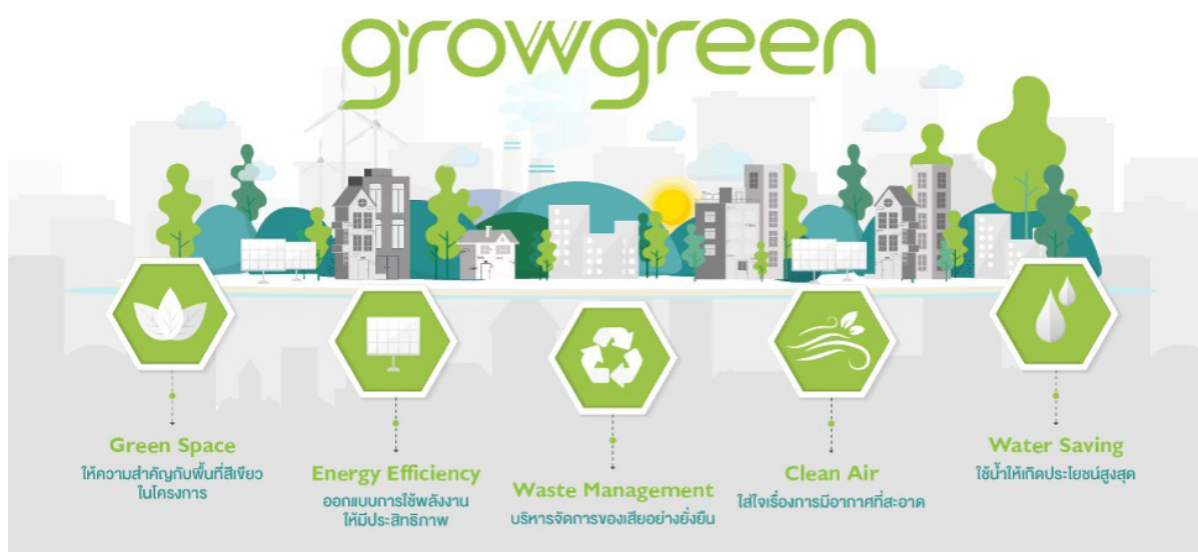 growgreen
Green Space
ให้ความสำคัญกับพื้นที่สีเขียว
ในโครงการ
Energy Efficiency
ออกแบบการใช้พลังงาน
ให้มีประสิทธิภาพ
Waste Management
บริหารจัดการของเสียอย่างยั่งยืน
Clean Air
ใส่ใจเรื่องการมีอากาศที่สะอาด
Water Saving
ใช้น้ำให้เกิดประโยชน์สูงสุด